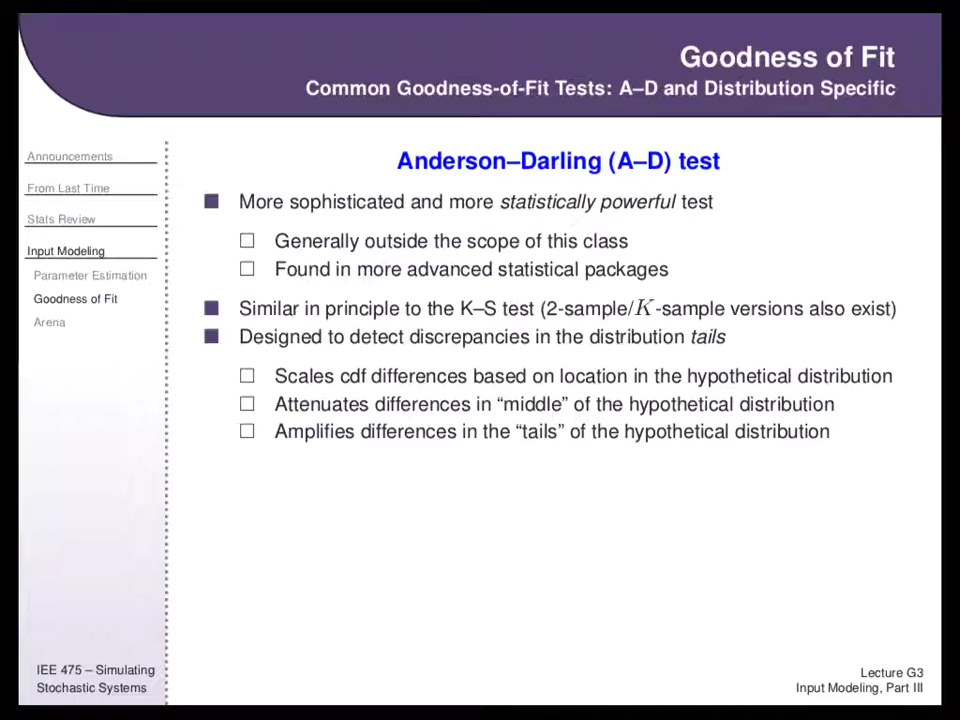 Goodness of Fit
Common Goodness-of-Fit Tests: A–D and Distribution Specific
Announcements
From Last Time
Stats Review
Input Modeling
Parameter Estimation
Goodness of Fit
Arena
Anderson–Darling (A–D) test
More sophisticated and more statistically powerful test
Generally outside the scope of this class
Found in more advanced statistical packages
Similar in principle to the K–S test (2-sample/K-sample versions also exist)
Designed to detect discrepancies in the distribution tails
Scales cdf differences based on location in the hypothetical distribution
Attenuates differences in “middle” of the hypothetical distribution
Amplifies differences in the “tails” of the hypothetical distribution
IEE 475 – Simulating
Stochastic Systems
Lecture G3
Input Modeling, Part III